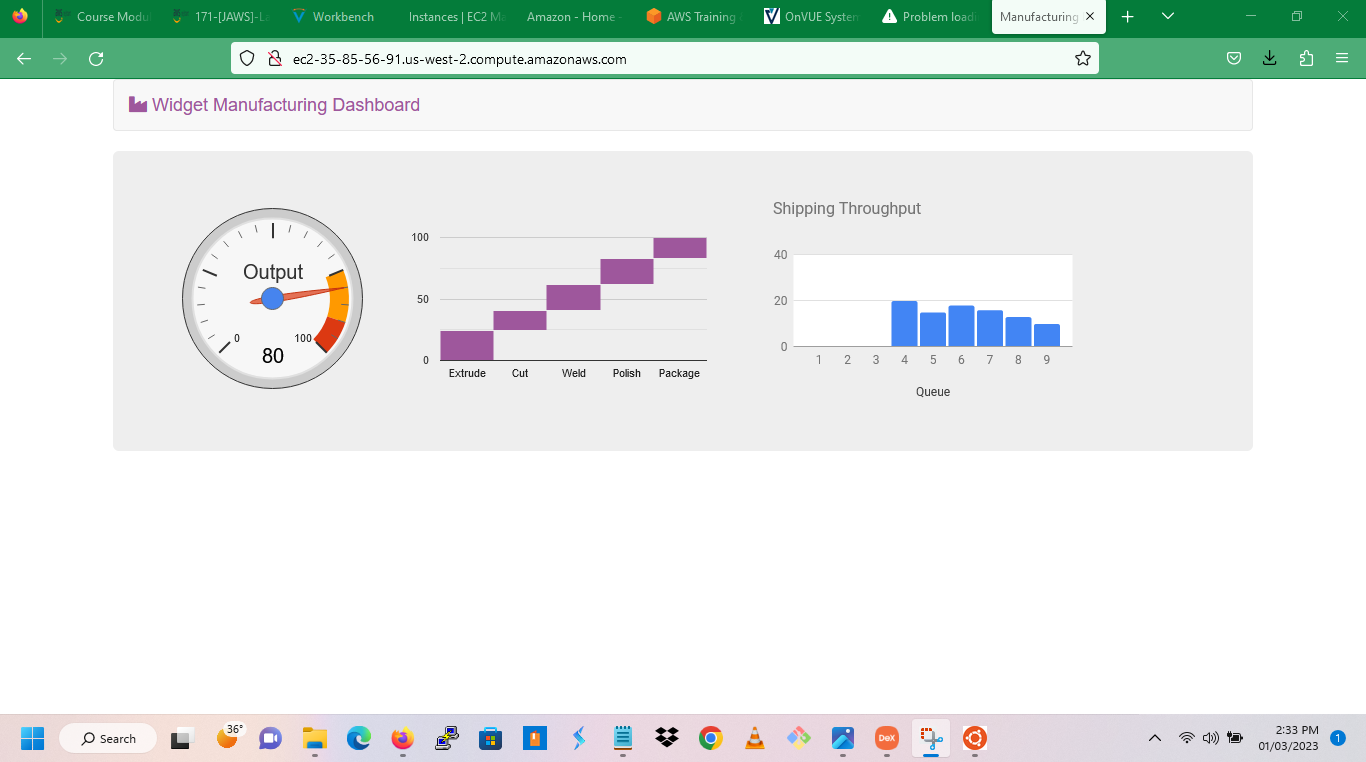 Course Modul
171-[JAWS]-La
Workbench
Instances | EC2 Ma
Amazon - Home -
AWS Training
OnVUE System
Problem loadi
Manufacturing
ec2-35-85-56-91.us-west-2.compute.amazonaws.com
Widget Manufacturing Dashboard
Output
0
100
80
100
50
0
Extrude Cut Weld Polish Package
Shipping Throughput
40
20
0
1 2 3 4 5 6 7 8 9
Queue
Search
36°
DeX
2:33 PM
01/03/2023
1